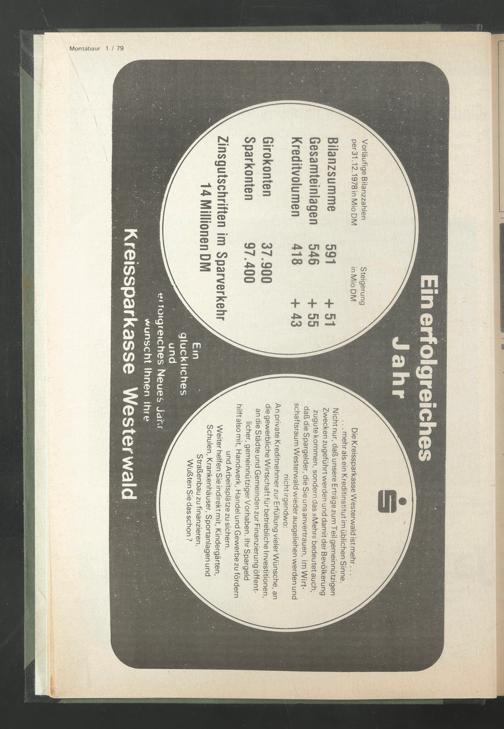 Montabaur 1 / 79
Ein erfolgreiches
Jahr
Vorläufige Bilanzzahlen
per 31.12.1978 in Mio DM
Steigerung
in Mio DM
Bilanzsumme 591 + 51
Gesamteinlagen 546 + 55
Kreditvolumen 418 + 43
Girokonten 37.900
Sparkonten 97.400
Zinsgutschriften im Sparverkehr
14 Millionen DM
Die Kreissparkasse Westerwald ist mehr . . .
. . . mehr als ein Kreditinstitut im üblichen Sinne.
Nicht nur, daß unsere Erträge zum Teil gemeinnützigen
Zwecken zugeführt werden und damit der Bevölkerung
zugute kommen, sondern das »Mehr« bedeutet auch,
daß die Spargelder, die Sie uns anvertrauen, im Wirt-
schaftsraum Westerwald wieder ausgeliehen werden und
nicht irgendwo:
An private Kreditnehmer zur Erfüllung vieler Wünsche, an
die gewerbliche Wirtschaft für betriebliche Investitionen,
an die Städte und Gemeinden zur Finanzierung öffent-
licher, gemeinnütziger Vorhaben. Ihr Spargeld
hilft also mit, Handwerk, Handel und Gewerbe zu fördern
und Arbeitsplätze zu sichern.
Weiter helfen Sie indirekt mit, Kindergärten,
Schulen, Krankenhäuser, Sportanlagen und
Straßenbau zu finanzieren.
Wußten Sie das schon?
Ein
glückliches
und
erfolgreiches Neues Jahr
wünscht Ihnen Ihre
Kreissparkasse Westerwald